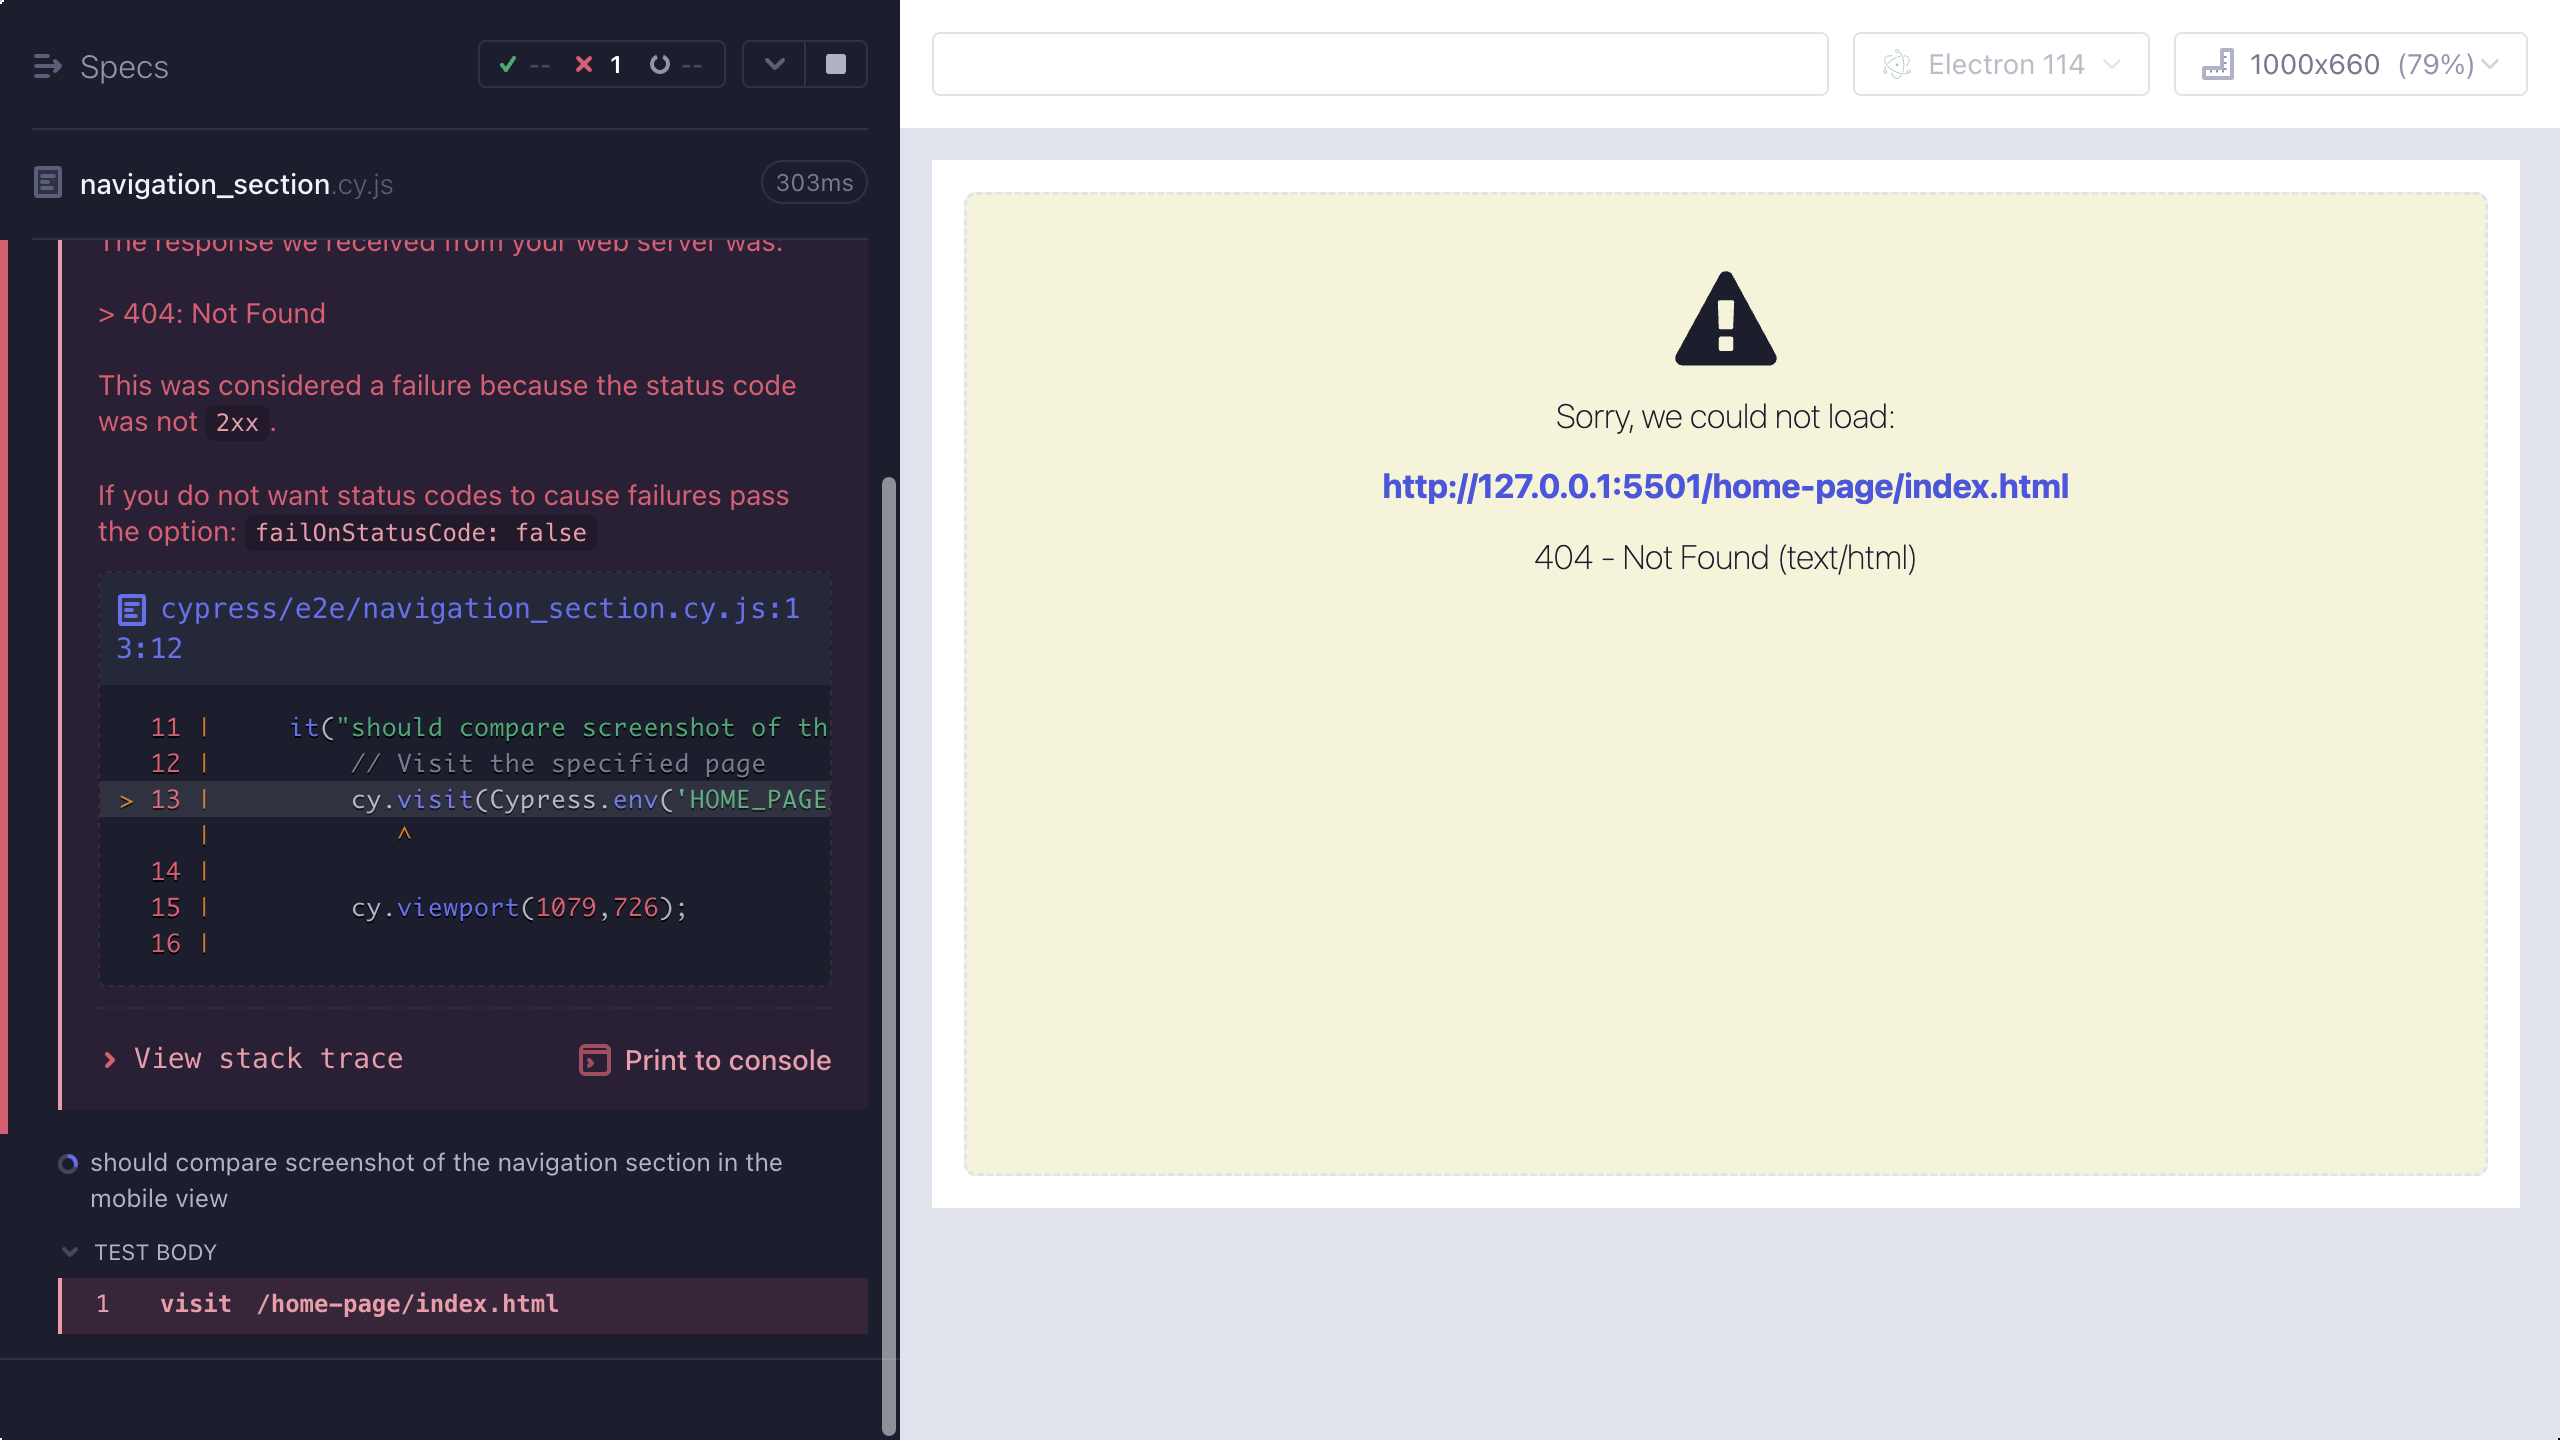 Specs
-- 1 --
navigation_section.cy.js
303ms
The response we received from your web server was:
> 404: Not Found
This was considered a failure because the status code
was not 2xx.
If you do not want status codes to cause failures pass
the option: failOnStatusCode: false
cypress/e2e/navigation_section.cy.js:1
3:12
11 | it("should compare screenshot of th
12 | // Visit the specified page
> 13 | cy.visit(Cypress.env('HOME_PAGE_
| ^
14 |
15 | cy.viewport(1079,726);
16 |
View stack trace
Print to console
should compare screenshot of the navigation section in the
mobile view
TEST BODY
1 visit /home-page/index.html
Electron 114
1000x660 (79%)
Sorry, we could not load:
http://127.0.0.1:5501/home-page/index.html
404 - Not Found (text/html)